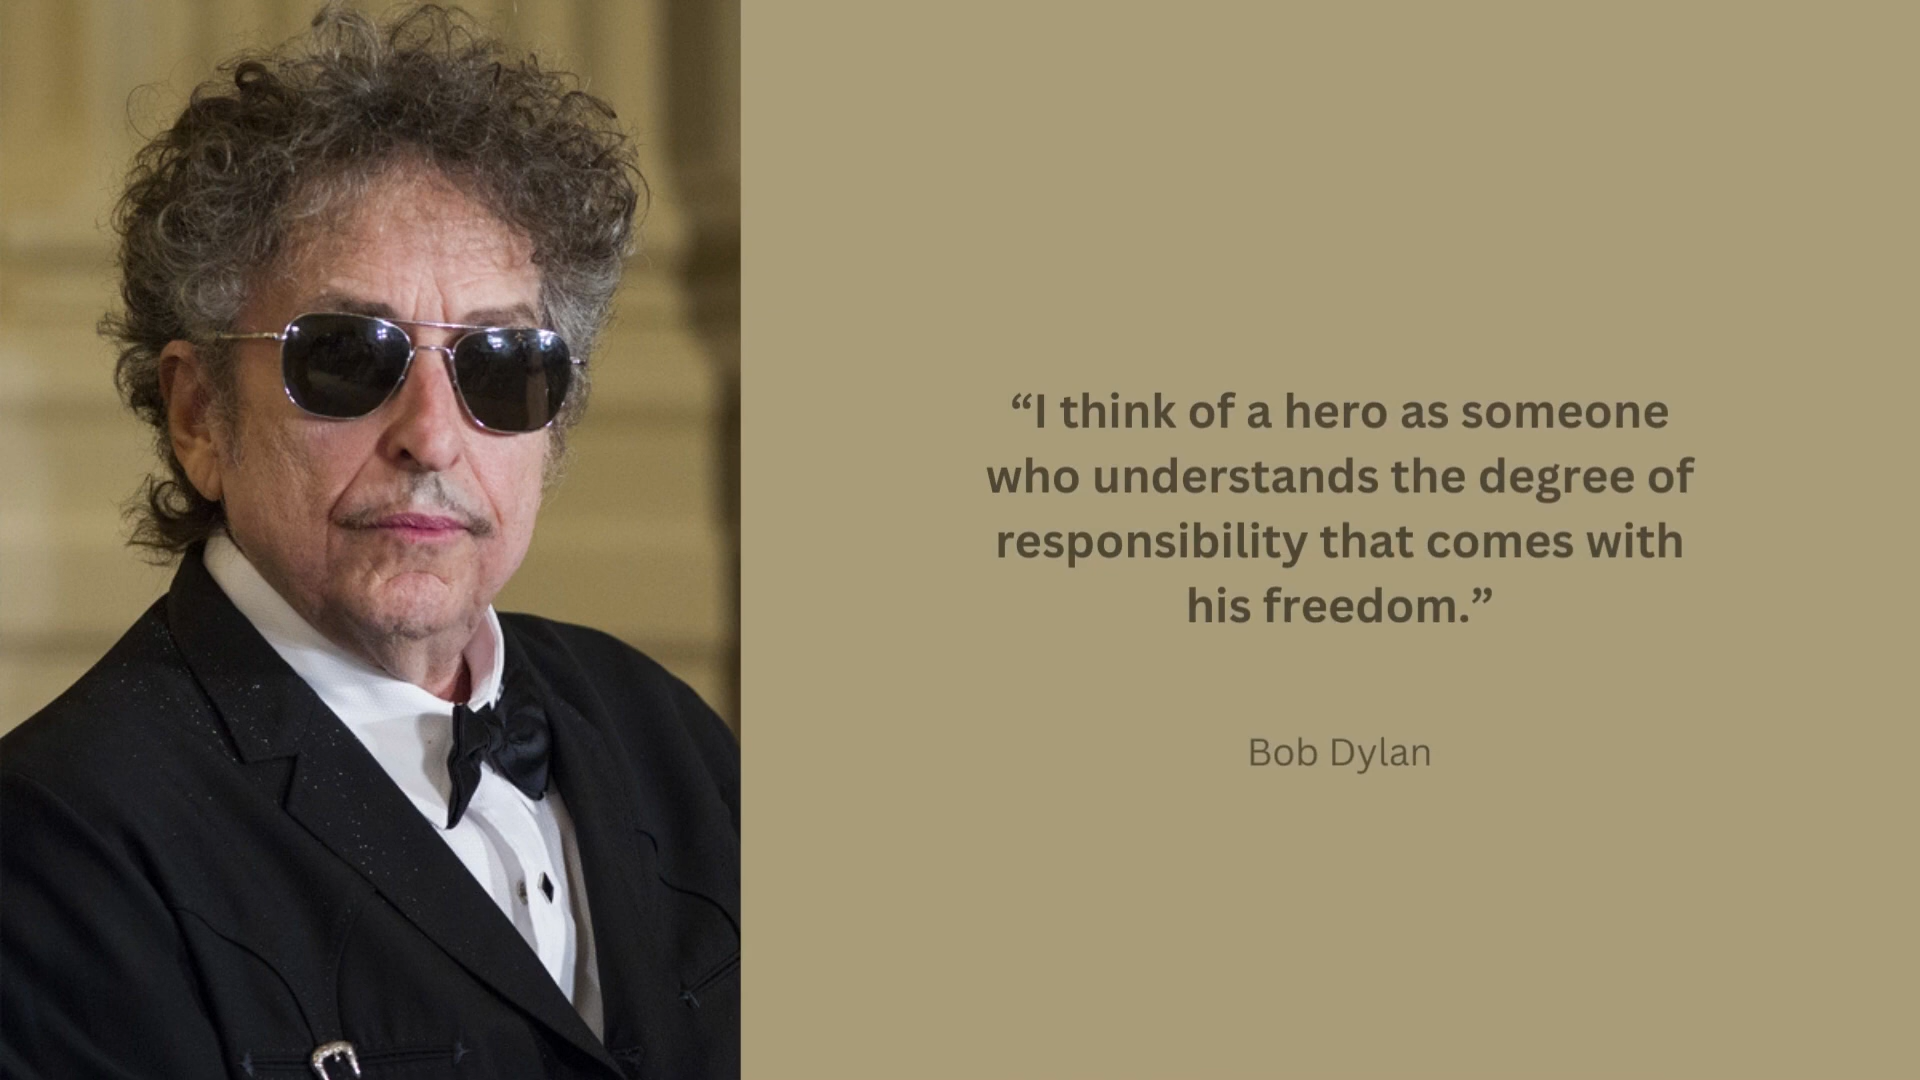 “I think of a hero as someone
who understands the degree of
responsibility that comes with
his freedom.”
Bob Dylan